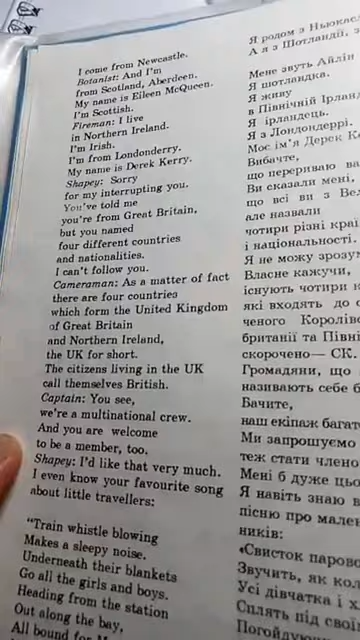 I come from Newcastle.
Botanist: And I'm
from Scotland, Aberdeen.
My name is Eileen McQueen.
I'm Scottish.
Fireman: I live
in Northern Ireland.
I'm Irish.
I'm from Londonderry.
My name is Derek Kerry.
Shapey: Sorry
for my interrupting you.
You've told me
you're from Great Britain,
but you named
four different countries
and nationalities.
I can't follow you.
Cameraman: As a matter of fact
there are four countries
which form the United Kingdom
of Great Britain
and Northern Ireland,
the UK for short.
The citizens living in the UK
call themselves British.
Captain: You see,
we're a multinational crew.
And you are welcome
to be a member, too.
Shapey: I'd like that very much.
I even know your favourite song
about little travellers:
"Train whistle blowing
Makes a sleepy noise.
Underneath their blankets
Go all the girls and boys.
Heading from the station
Out along the bay,
All bound for
Я родом з Ньюкас
А я з Шотландії, з
Мене звуть Айлін
Я шотландка.
Я живу
в Північній Ірлан
Я ірландець.
Я з Лондондеррі.
Моє ім'я Дерек К
Вибачте,
що перериваю ва
Ви сказали мені,
що всі ви з Вел
але назвали
чотири різні краї
і національності.
Я не можу зрозум
Власне кажучи,
існують чотири к
які входять до с
ченого Королів
британії та Півні
скорочено — СК.
Громадяни, що
називають себе б
Бачите,
наш екіпаж багат
Ми запрошуємо
теж стати члено
Мені б дуже цьо
Я навіть знаю в
пісню про мален
ників:
«Свисток парово
Звучить, як кол
Усі дівчатка і х
Сплять під свої
Погойдуючи